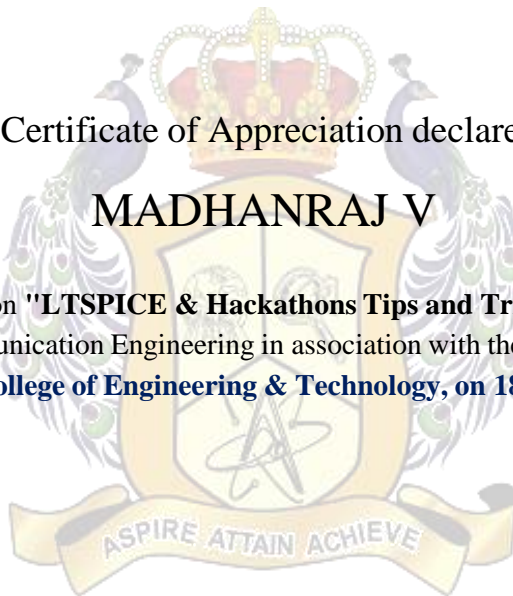 Certificate of Appreciation declare
MADHANRAJ V
on "LTSPICE & Hackathons Tips and Tr
unication Engineering in association with the
ollege of Engineering & Technology, on 18
ASPIRE ATTAIN ACHIEVE